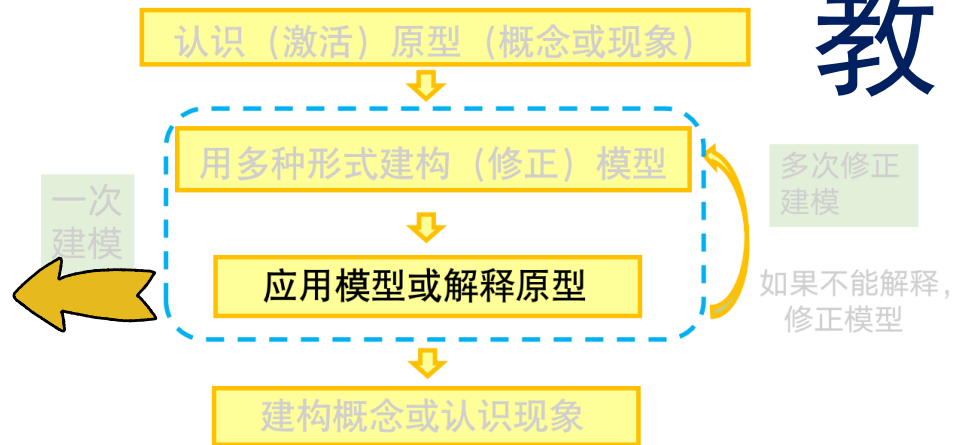 认识（激活）原型（概念或现象）
教
用多种形式建构（修正）模型
多次修正
建模
一次
建模
应用模型或解释原型
如果不能解释，
修正模型
建构概念或认识现象